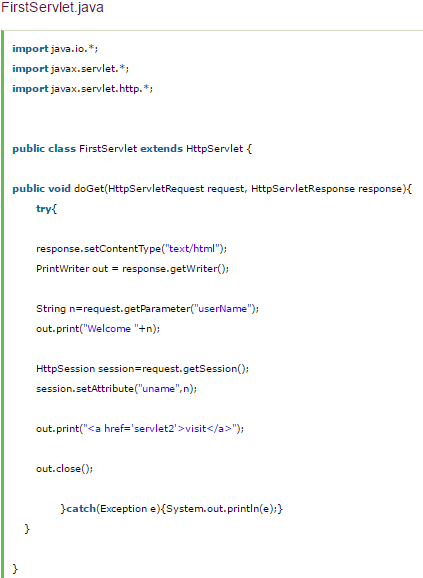 FirstServlet.java
import java.io.*;
import javax.servlet.*;
import javax.servlet.http.*;
public class FirstServlet extends HttpServlet {
public void doGet(HttpServletRequest request, HttpServletResponse response){
try{
response.setContentType("text/html");
PrintWriter out = response.getWriter();
String n=request.getParameter("userName");
out.print("Welcome "+n);
HttpSession session=request.getSession();
session.setAttribute("uname",n);
out.print("<a href='servlet2'>visit</a>");
out.close();
}catch(Exception e){System.out.println(e);}
}
}